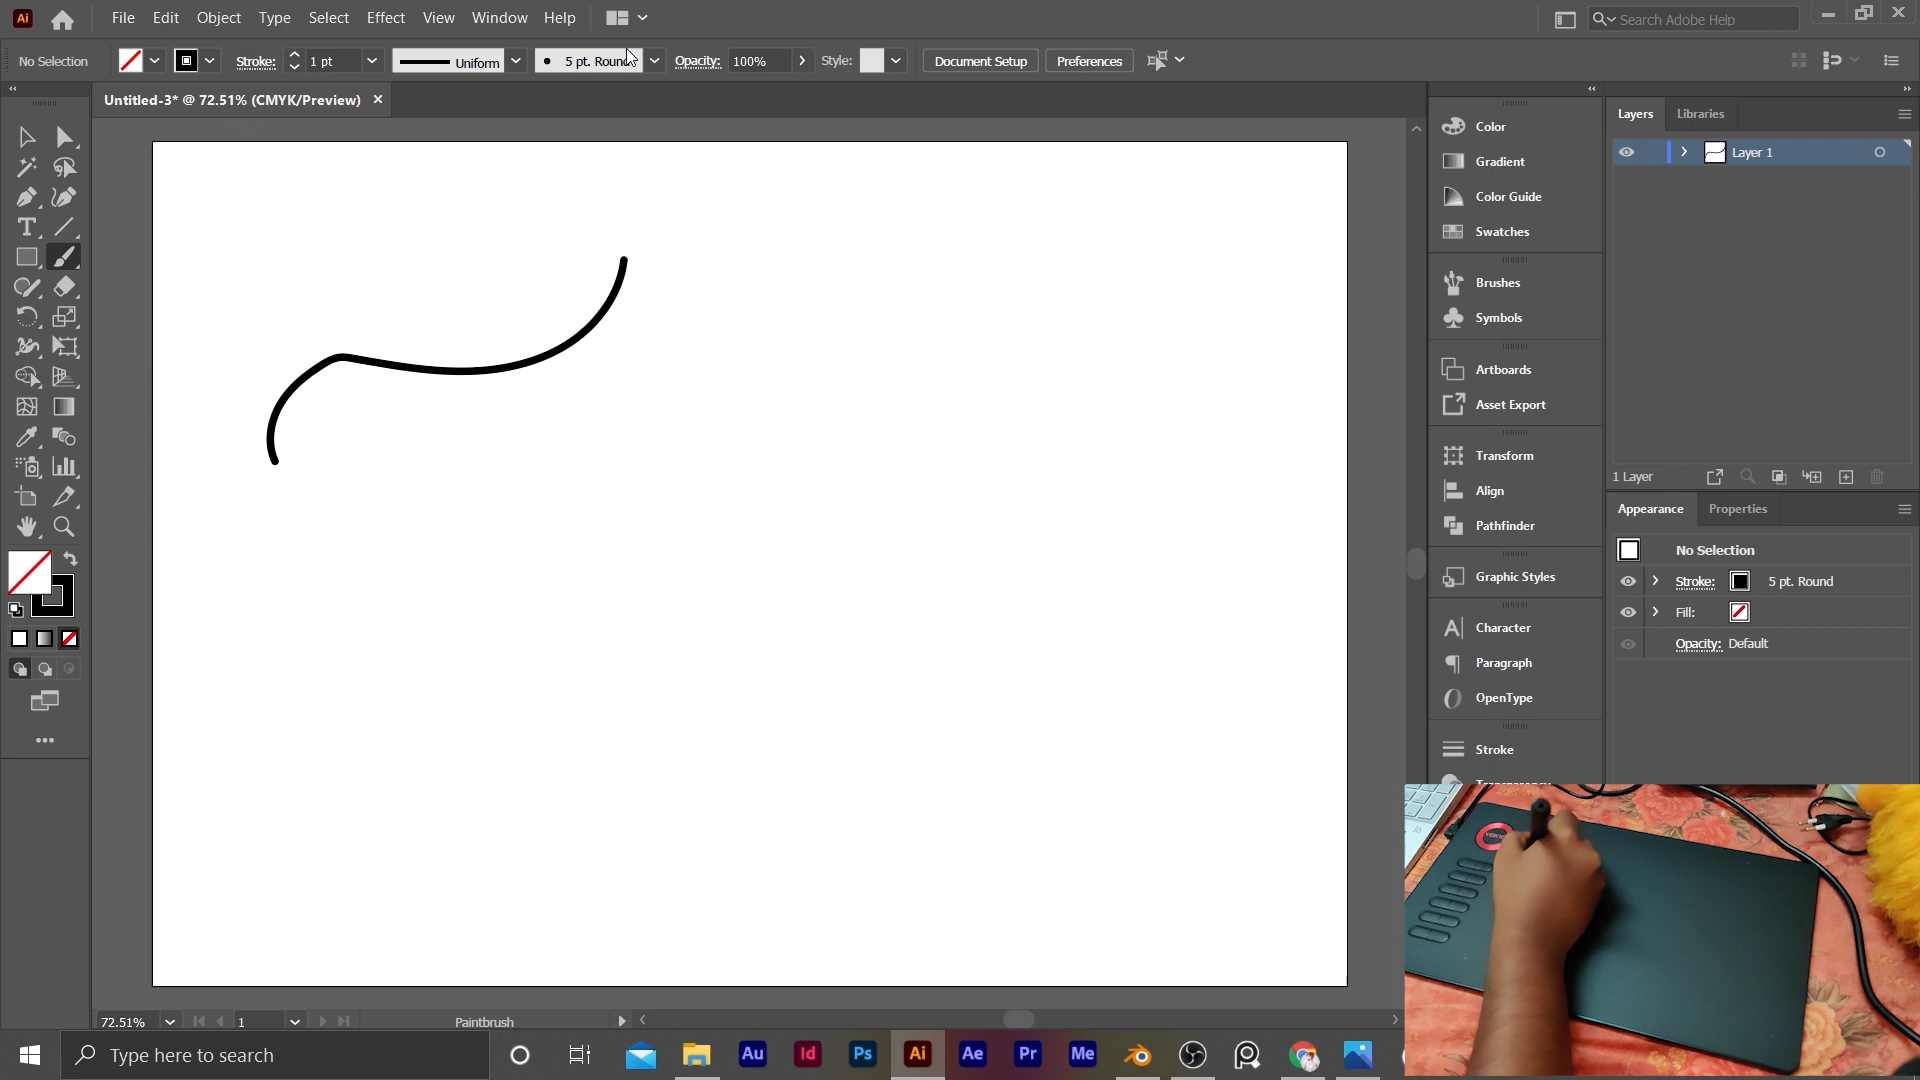 Ai File Edit Object Type Select Effect View Window Help Search Adobe Help
No Selection Stroke: 1 pt Uniform 5 pt. Round Opacity: 100% Style: Document Setup Preferences
Untitled-3* @ 72.51% (CMYK/Preview)
Color
Gradient
Color Guide
Swatches
Brushes
Symbols
Artboards
Asset Export
Transform
Align
Pathfinder
Graphic Styles
Character
Paragraph
OpenType
Stroke
Transparency
Layers Libraries
Layer 1
1 Layer
Appearance Properties
No Selection
Stroke: 5 pt. Round
Fill:
Opacity: Default
72.51% 1 Paintbrush
Type here to search Au Id Ps Ai Ae Pr Me